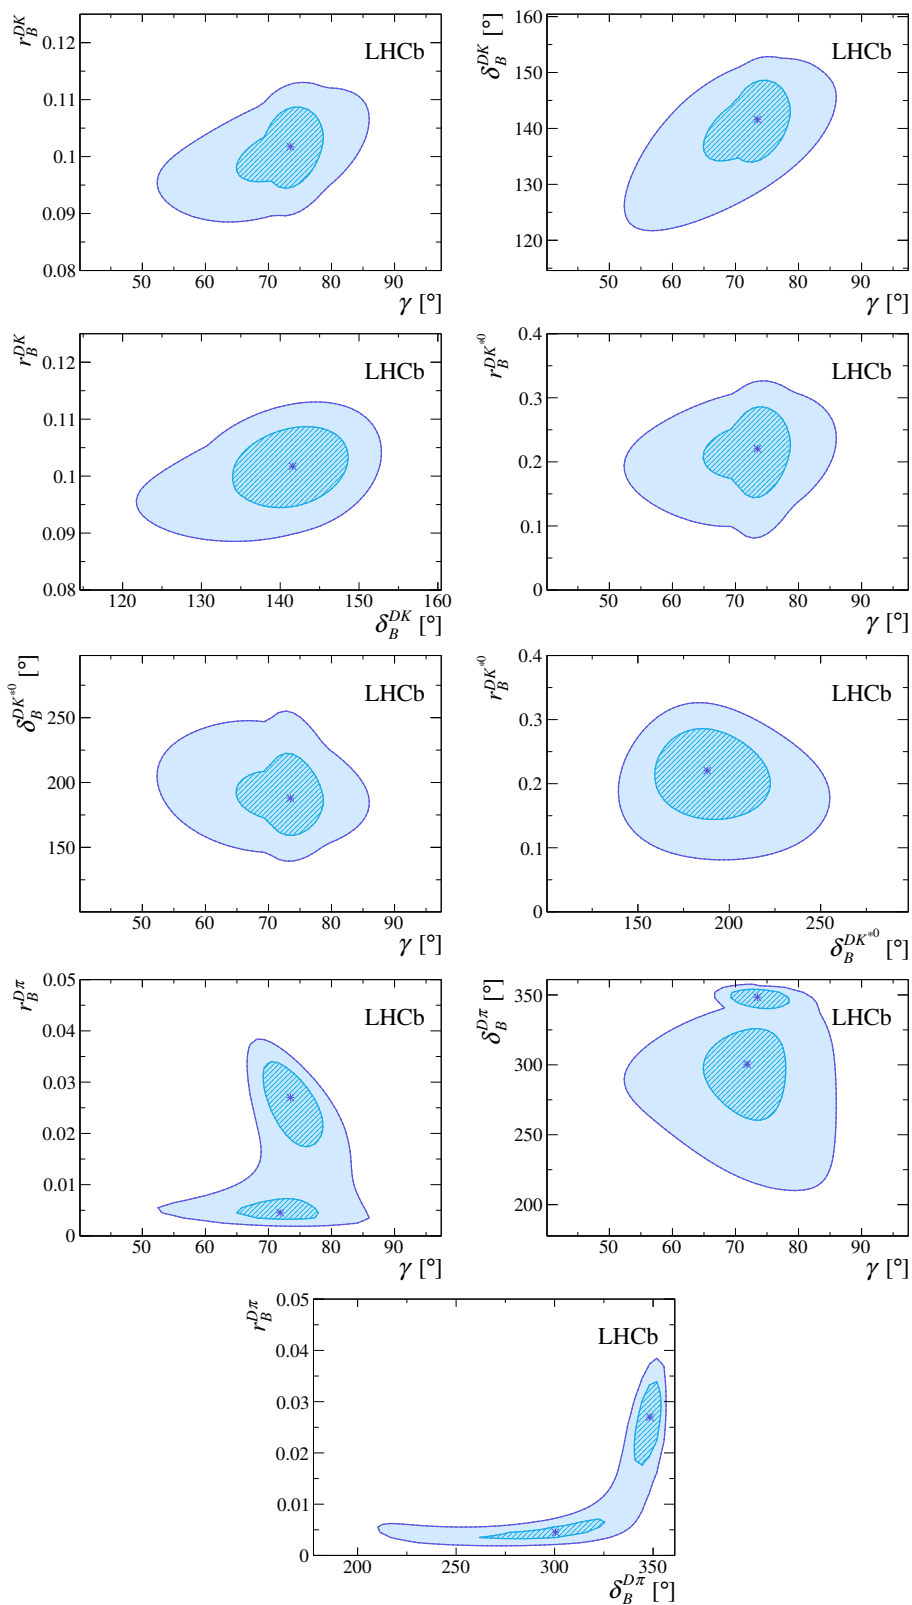 r_B^{DK}
0.12
0.11
0.1
0.09
0.08
LHCb
50 60 70 80 90
γ [°]
δ_B^{DK} [°]
160
150
140
130
120
LHCb
50 60 70 80 90
γ [°]
r_B^{DK}
0.12
0.11
0.1
0.09
0.08
LHCb
120 130 140 150 160
δ_B^{DK} [°]
r_B^{DK*0}
0.4
0.3
0.2
0.1
0
LHCb
50 60 70 80 90
γ [°]
δ_B^{DK*0} [°]
250
200
150
LHCb
50 60 70 80 90
γ [°]
r_B^{DK*0}
0.4
0.3
0.2
0.1
0
LHCb
150 200 250
δ_B^{DK*0} [°]
r_B^{Dπ}
0.05
0.04
0.03
0.02
0.01
0
LHCb
50 60 70 80 90
γ [°]
δ_B^{Dπ} [°]
350
300
250
200
LHCb
50 60 70 80 90
γ [°]
r_B^{Dπ}
0.05
0.04
0.03
0.02
0.01
0
LHCb
200 250 300 350
δ_B^{Dπ} [°]